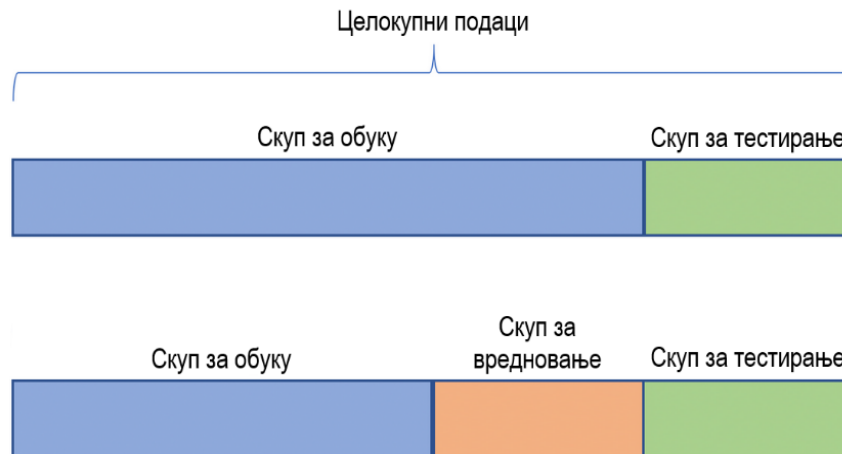 Целокупни подаци
Скуп за обуку
Скуп за тестирање
Скуп за обуку
Скуп за
вредновање
Скуп за тестирање